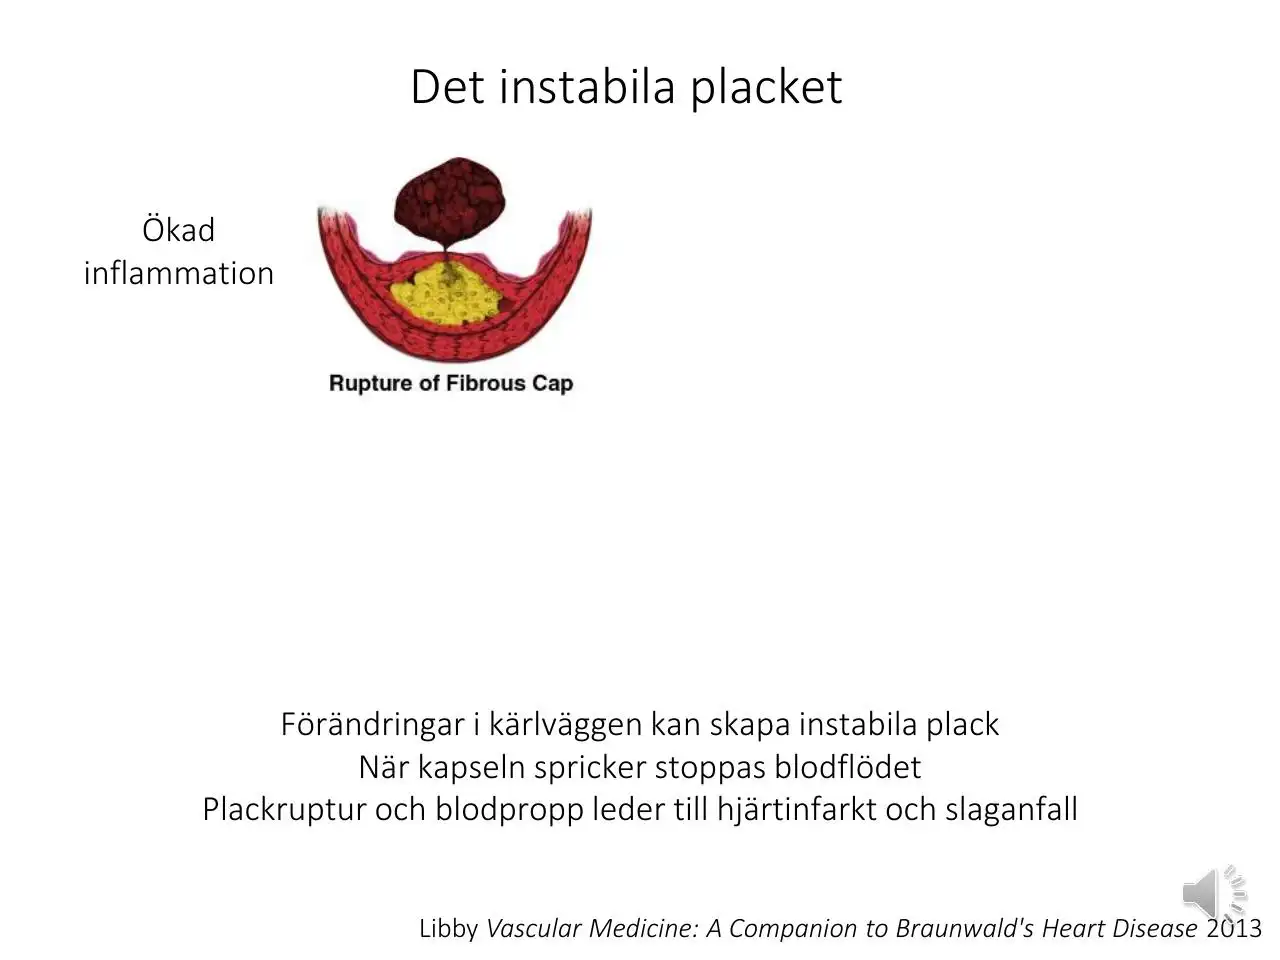 Det instabila placket
Ökad
inflammation
Rupture of Fibrous Cap
Förändringar i kärlväggen kan skapa instabila plack
När kapseln spricker stoppas blodflödet
Plackruptur och blodpropp leder till hjärtinfarkt och slaganfall
Libby Vascular Medicine: A Companion to Braunwald's Heart Disease 2013